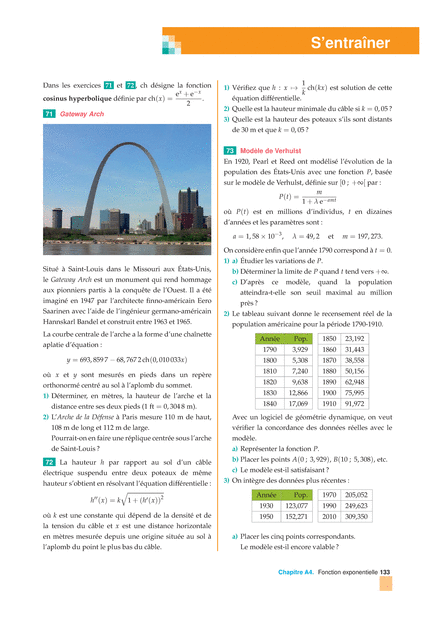 S'entraîner
Dans les exercices 71 et 72, ch désigne la fonction
cosinus hyperbolique définie par ch(x) = (e^x + e^−x)/2.
71 Gateway Arch
Situé à Saint-Louis dans le Missouri aux États-Unis,
le Gateway Arch est un monument qui rend hommage
aux pionniers partis à la conquête de l'Ouest. Il a été
imaginé en 1947 par l'architecte finno-américain Eero
Saarinen avec l'aide de l'ingénieur germano-américain
Hannskarl Bandel et construit entre 1963 et 1965.
La courbe centrale de l'arche a la forme d'une chaînette
aplatie d'équation :
y = 693,859 7 − 68,767 2 ch(0,010 033x)
où x et y sont mesurés en pieds dans un repère
orthonormé centré au sol à l'aplomb du sommet.
1) Déterminer, en mètres, la hauteur de l'arche et la
distance entre ses deux pieds (1 ft = 0,304 8 m).
2) L'Arche de la Défense à Paris mesure 110 m de haut,
108 m de long et 112 m de large.
Pourrait-on en faire une réplique centrée sous l'arche
de Saint-Louis ?
72 La hauteur h par rapport au sol d'un câble
électrique suspendu entre deux poteaux de même
hauteur s'obtient en résolvant l'équation différentielle :
h''(x) = k√(1 + (h'(x))²)
où k est une constante qui dépend de la densité et de
la tension du câble et x est une distance horizontale
en mètres mesurée depuis une origine située au sol à
l'aplomb du point le plus bas du câble.
1) Vérifiez que h : x → 1/k ch(kx) est solution de cette
équation différentielle.
2) Quelle est la hauteur minimale du câble si k = 0,05 ?
3) Quelle est la hauteur des poteaux s'ils sont distants
de 30 m et que k = 0,05 ?
73 Modèle de Verhulst
En 1920, Pearl et Reed ont modélisé l'évolution de la
population des États-Unis avec une fonction P, basée
sur le modèle de Verhulst, définie sur [0 ; +∞[ par :
P(t) = m/(1 + λ e^−amt)
où P(t) est en millions d'individus, t en dizaines
d'années et les paramètres sont :
a = 1,58 × 10⁻³, λ = 49,2 et m = 197,273.
On considère enfin que l'année 1790 correspond à t = 0.
1) a) Étudier les variations de P.
b) Déterminer la limite de P quand t tend vers +∞.
c) D'après ce modèle, quand la population
atteindra-t-elle son seuil maximal au million
près ?
2) Le tableau suivant donne le recensement réel de la
population américaine pour la période 1790-1910.
Année Pop. 1850 23,192
1790 3,929 1860 31,443
1800 5,308 1870 38,558
1810 7,240 1880 50,156
1820 9,638 1890 62,948
1830 12,866 1900 75,995
1840 17,069 1910 91,972
Avec un logiciel de géométrie dynamique, on veut
vérifier la concordance des données réelles avec le
modèle.
a) Représenter la fonction P.
b) Placer les points A(0 ; 3,929), B(10 ; 5,308), etc.
c) Le modèle est-il satisfaisant ?
3) On intègre des données plus récentes :
Année Pop. 1970 205,052
1930 123,077 1990 249,623
1950 152,271 2010 309,350
a) Placer les cinq points correspondants.
Le modèle est-il encore valable ?
Chapitre A4. Fonction exponentielle 133